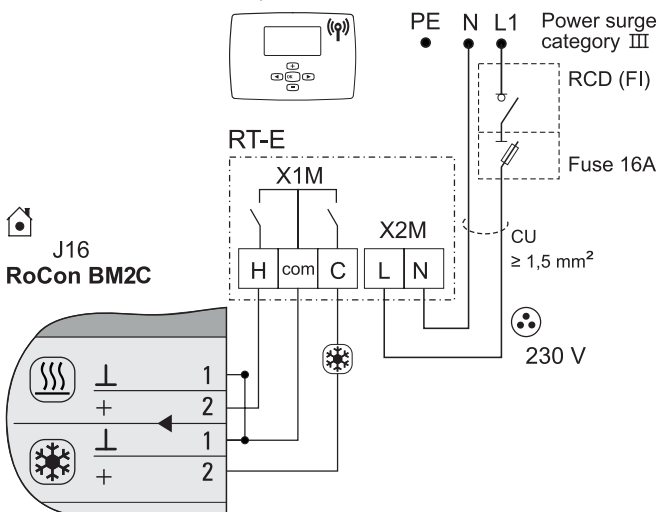 PE N L1 Power surge
category III
RCD (FI)
OK
RT-E
Fuse 16A
X1M
X2M
J16
RoCon BM2C
H com C L N
CU
≥ 1,5 mm²
230 V
⊥ 1
+ 2
⊥ 1
+ 2